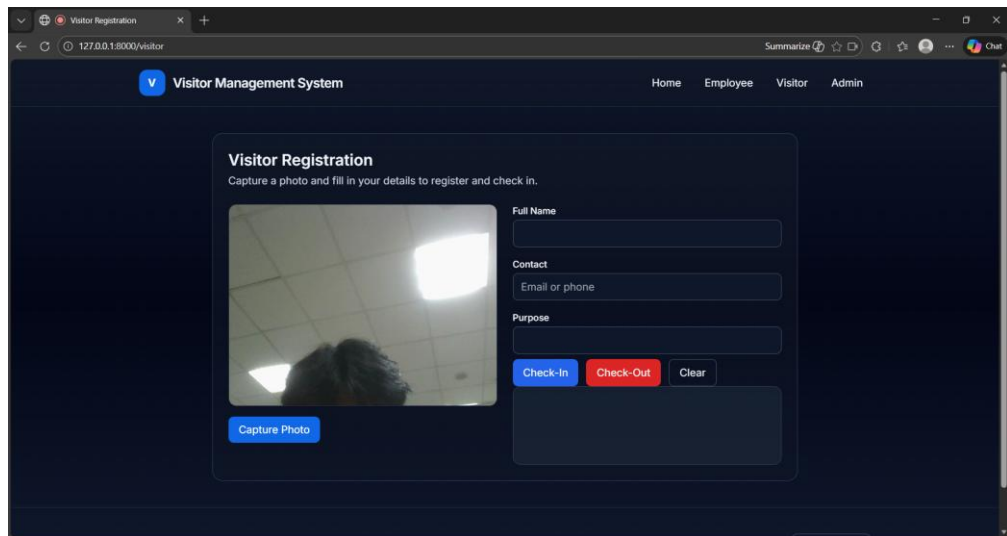 Visitor Registration
127.0.0.1:8000/visitor
Summarize
Chat
V
Visitor Management System
Home Employee Visitor Admin
Visitor Registration
Capture a photo and fill in your details to register and check in.
Full Name
Contact
Email or phone
Purpose
Check-In Check-Out Clear
Capture Photo